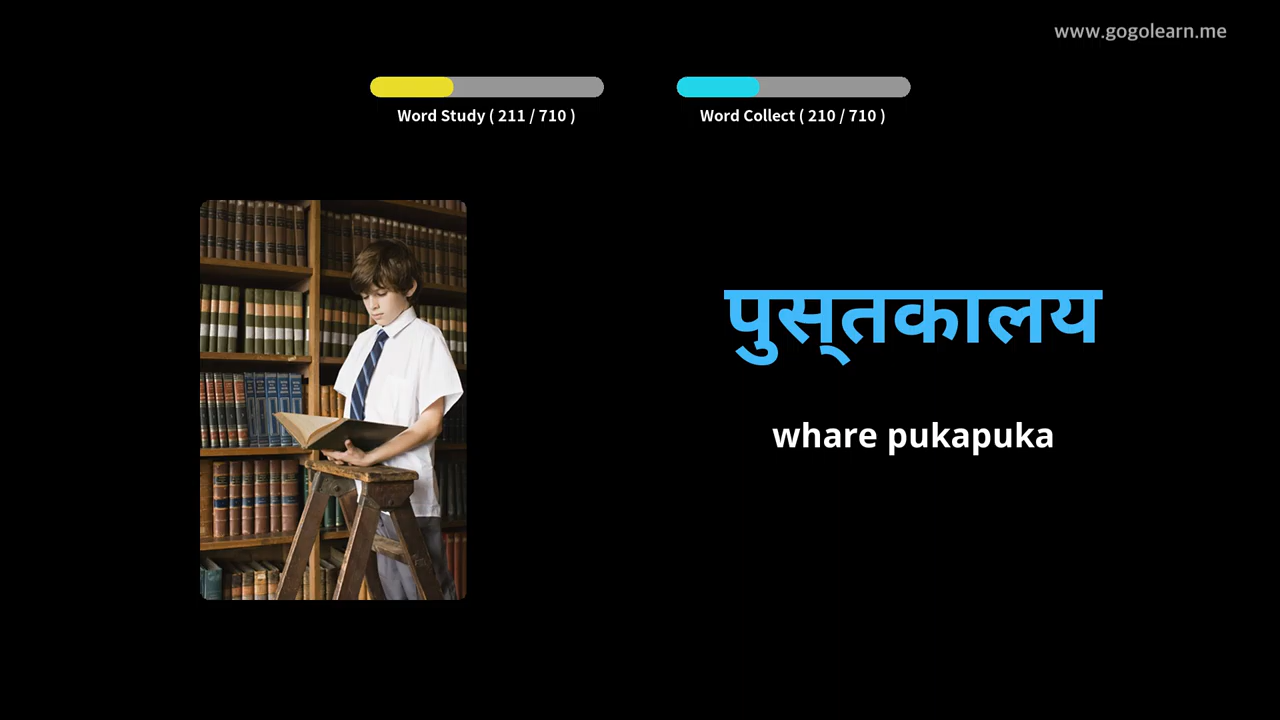 www.gogolearn.me
Word Study ( 211 / 710 )
Word Collect ( 210 / 710 )
पुस्‌तकालय
whare pukapuka